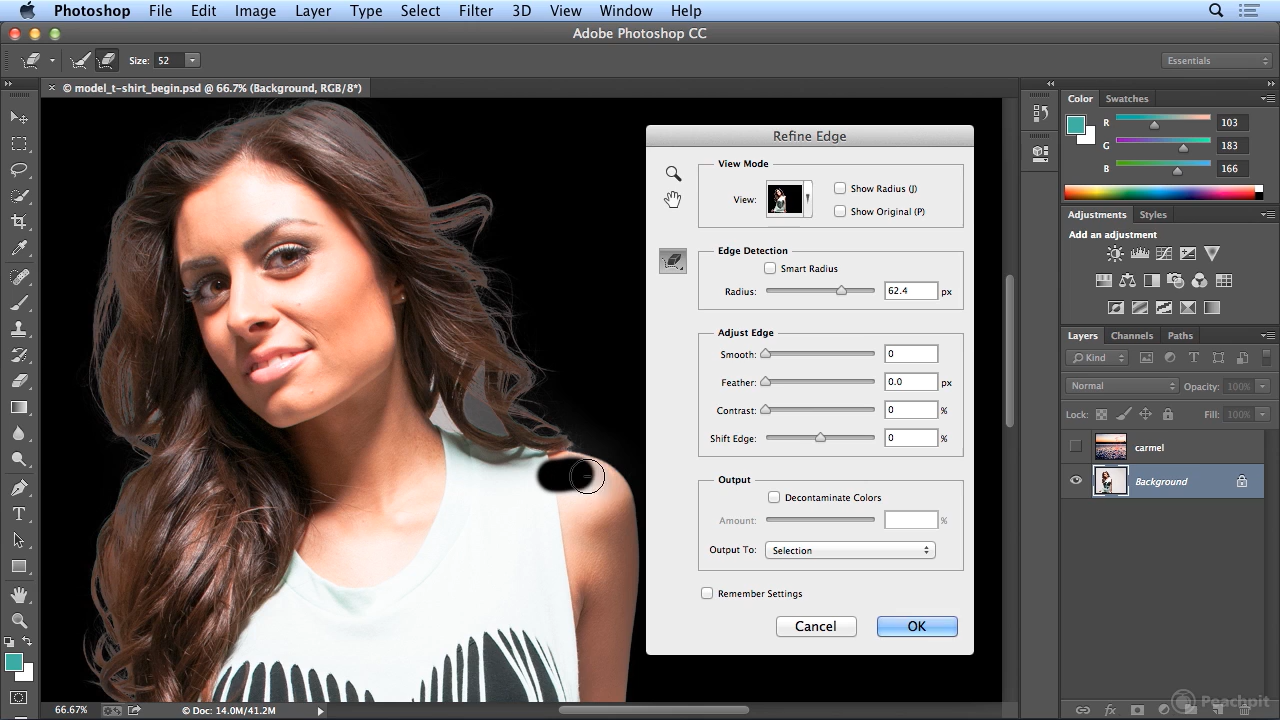 Photoshop File Edit Image Layer Type Select Filter 3D View Window Help
Adobe Photoshop CC
Size: 52
Essentials
× © model_t-shirt_begin.psd @ 66.7% (Background, RGB/8*)
Refine Edge
View Mode
View:
Show Radius (J)
Show Original (P)
Edge Detection
Smart Radius
Radius: 62.4 px
Adjust Edge
Smooth: 0
Feather: 0.0 px
Contrast: 0 %
Shift Edge: 0 %
Output
Decontaminate Colors
Amount: %
Output To: Selection
Remember Settings
Cancel OK
Color Swatches
R 103
G 183
B 166
Adjustments Styles
Add an adjustment
Layers Channels Paths
Kind
Normal Opacity: 100%
Lock: Fill: 100%
carmel
Background
fx
66.67% © Doc: 14.0M/41.2M
Peachpit